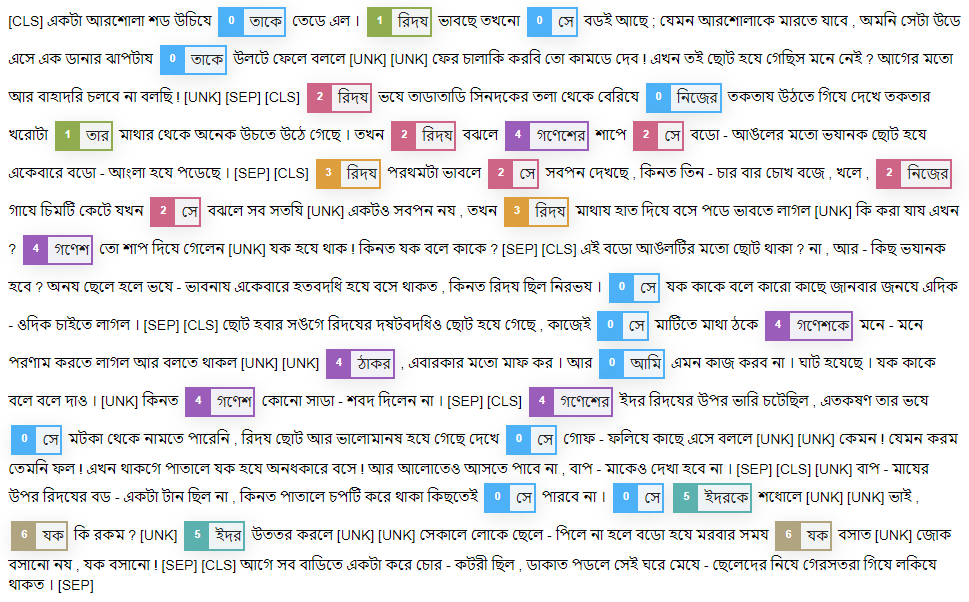 [CLS] একটা আরশোলা শড উচিযে 0 তাকে তেডে এল । 1 রিদয ভাবছে তখনো 0 সে বডই আছে ; যেমন আরশোলাকে মারতে যাবে , অমনি সেটা উডে
এসে এক ডানার ঝাপটায 0 তাকে উলটে ফেলে বললে [UNK] [UNK] ফের চালাকি করবি তো কামডে দেব ! এখন তই ছোট হযে গেছিস মনে নেই ? আগের মতো
আর বাহাদরি চলবে না বলছি ! [UNK] [SEP] [CLS] 2 রিদয ভযে তাডাতাডি সিনদকের তলা থেকে বেরিযে 0 নিজের তকতায উঠতে গিযে দেখে তকতার
খরোটা 1 তার মাথার থেকে অনেক উচতে উঠে গেছে । তখন 2 রিদয বঝলে 4 গণেশের শাপে 2 সে বডো - আঙলের মতো ভযানক ছোট হযে
একেবারে বডো - আংলা হযে পডেছে । [SEP] [CLS] 3 রিদয পরথমটা ভাবলে 2 সে সবপন দেখছে , কিনত তিন - চার বার চোখ বজে , খলে , 2 নিজের
গাযে চিমটি কেটে যখন 2 সে বঝলে সব সতযি [UNK] একটও সবপন নয , তখন 3 রিদয মাথায হাত দিযে বসে পডে ভাবতে লাগল [UNK] কি করা যায এখন
? 4 গণেশ তো শাপ দিযে গেলেন [UNK] যক হযে থাক ! কিনত যক বলে কাকে ? [SEP] [CLS] এই বডো আঙলটির মতো ছোট থাকা ? না , আর - কিছ ভযানক
হবে ? অনয ছেলে হলে ভযে - ভাবনায একেবারে হতবদধি হযে বসে থাকত , কিনত রিদয ছিল নিরভয । 0 সে যক কাকে বলে কারো কাছে জানবার জনযে এদিক
- ওদিক চাইতে লাগল । [SEP] [CLS] ছোট হবার সঙগে রিদযের দষটবদধিও ছোট হযে গেছে , কাজেই 0 সে মাটিতে মাথা ঠকে 4 গণেশকে মনে - মনে
পরণাম করতে লাগল আর বলতে থাকল [UNK] [UNK] 4 ঠাকর , এবারকার মতো মাফ কর । আর 0 আমি এমন কাজ করব না । ঘাট হযেছে । যক কাকে
বলে বলে দাও । [UNK] কিনত 4 গণেশ কোনো সাডা - শবদ দিলেন না । [SEP] [CLS] 4 গণেশের ইদর রিদযের উপর ভারি চটেছিল , এতকষণ তার ভযে
0 সে মটকা থেকে নামতে পারেনি , রিদয ছোট আর ভালোমানষ হযে গেছে দেখে 0 সে গোফ - ফলিযে কাছে এসে বললে [UNK] [UNK] কেমন ! যেমন করম
তেমনি ফল ! এখন থাকগে পাতালে যক হযে অনধকারে বসে ! আর আলোতেও আসতে পাবে না , বাপ - মাকেও দেখা হবে না । [SEP] [CLS] [UNK] বাপ - মাযের
উপর রিদযের বড - একটা টান ছিল না , কিনত পাতালে চপটি করে থাকা কিছতেই 0 সে পারবে না । 0 সে 5 ইদরকে শধোলে [UNK] [UNK] ভাই ,
6 যক কি রকম ? [UNK] 5 ইদর উততর করলে [UNK] [UNK] সেকালে লোকে ছেলে - পিলে না হলে বডো হযে মরবার সময 6 যক বসাত [UNK] জোক
বসানো নয , যক বসানো ! [SEP] [CLS] আগে সব বাডিতে একটা করে চোর - কটরী ছিল , ডাকাত পডলে সেই ঘরে মেযে - ছেলেদের নিযে গেরসতরা গিযে লকিযে
থাকত । [SEP]